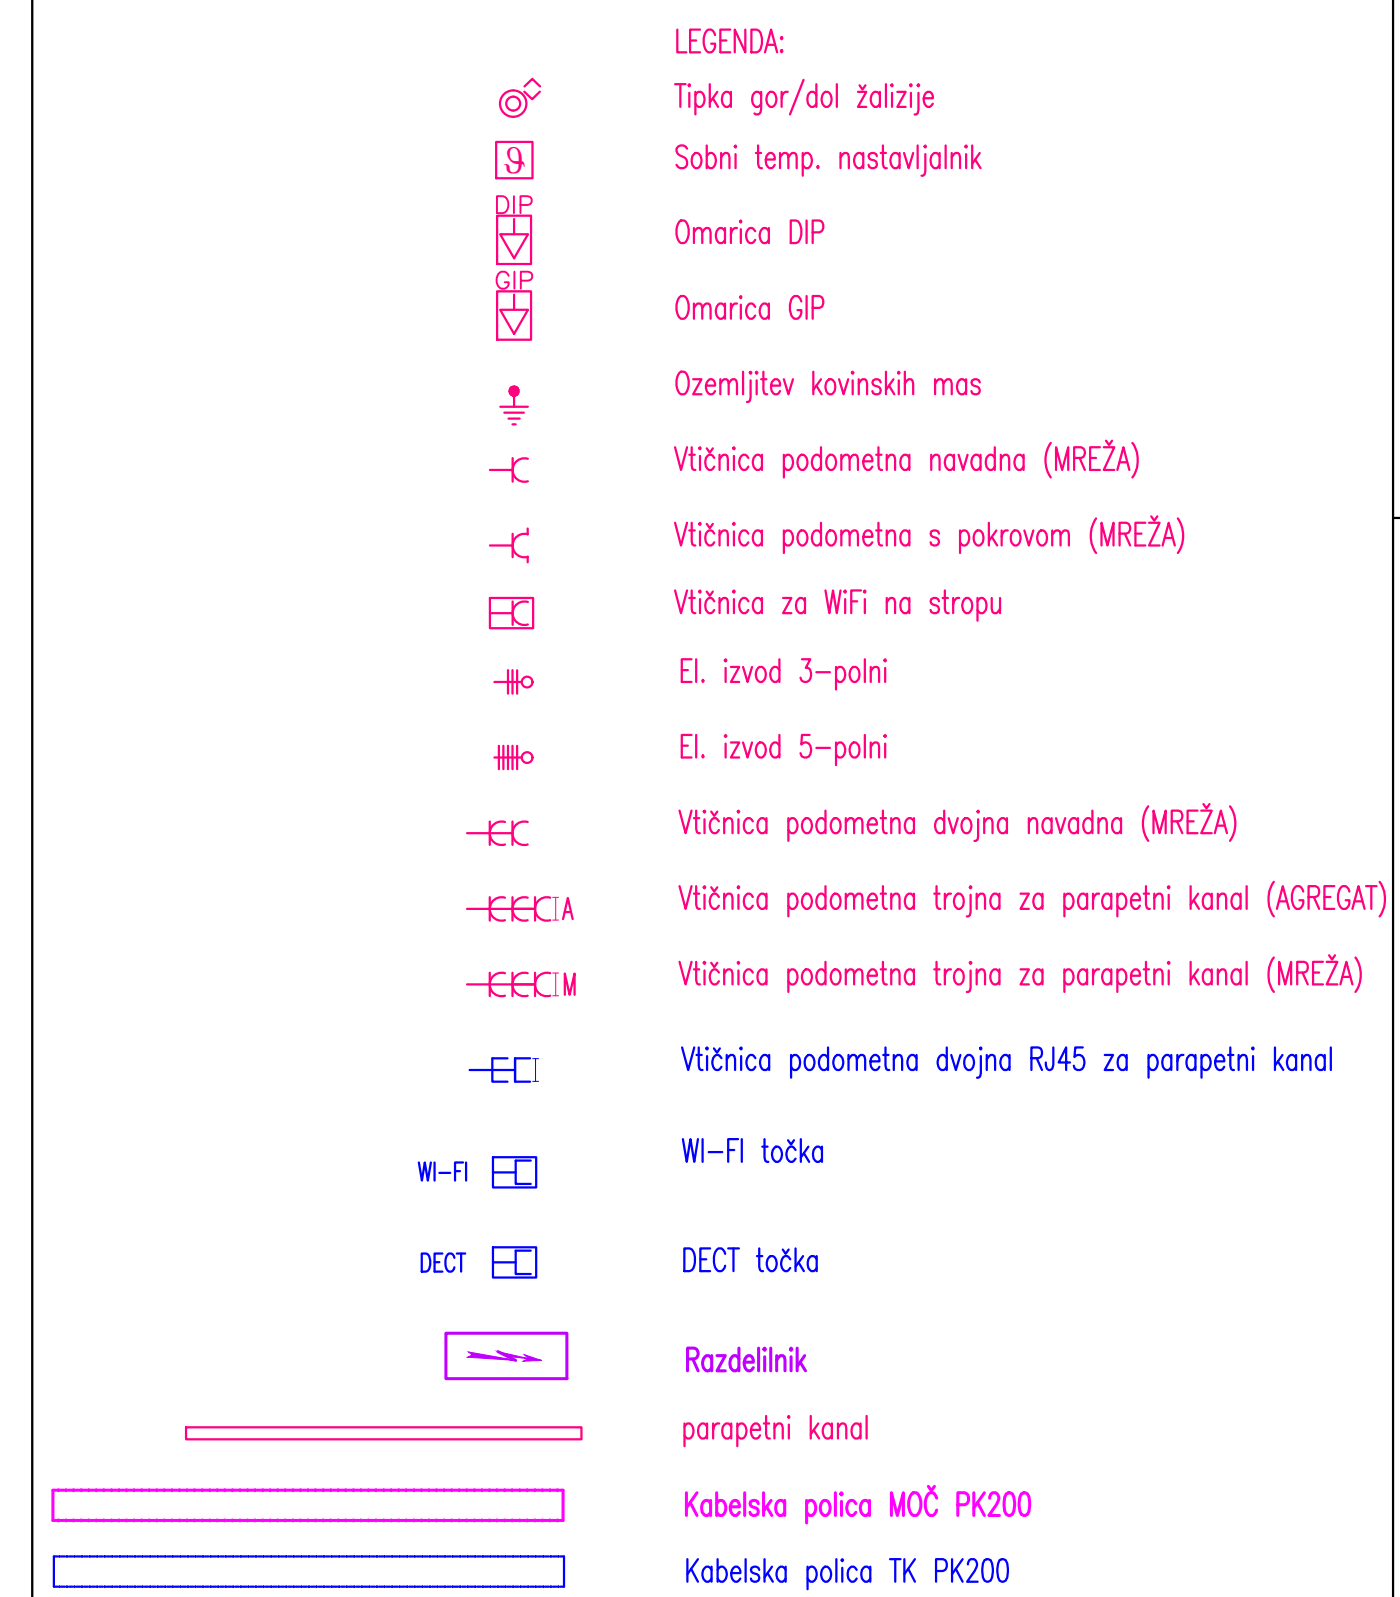 LEGENDA:
Tipka gor/dol žalizije
ϑ Sobni temp. nastavljalnik
DIP
Omarica DIP
GIP
Omarica GIP
Ozemljitev kovinskih mas
Vtičnica podometna navadna (MREŽA)
Vtičnica podometna s pokrovom (MREŽA)
Vtičnica za WiFi na stropu
El. izvod 3-polni
El. izvod 5-polni
Vtičnica podometna dvojna navadna (MREŽA)
A Vtičnica podometna trojna za parapetni kanal (AGREGAT)
M Vtičnica podometna trojna za parapetni kanal (MREŽA)
Vtičnica podometna dvojna RJ45 za parapetni kanal
WI-FI WI-FI točka
DECT DECT točka
Razdelilnik
parapetni kanal
Kabelska polica MOČ PK200
Kabelska polica TK PK200